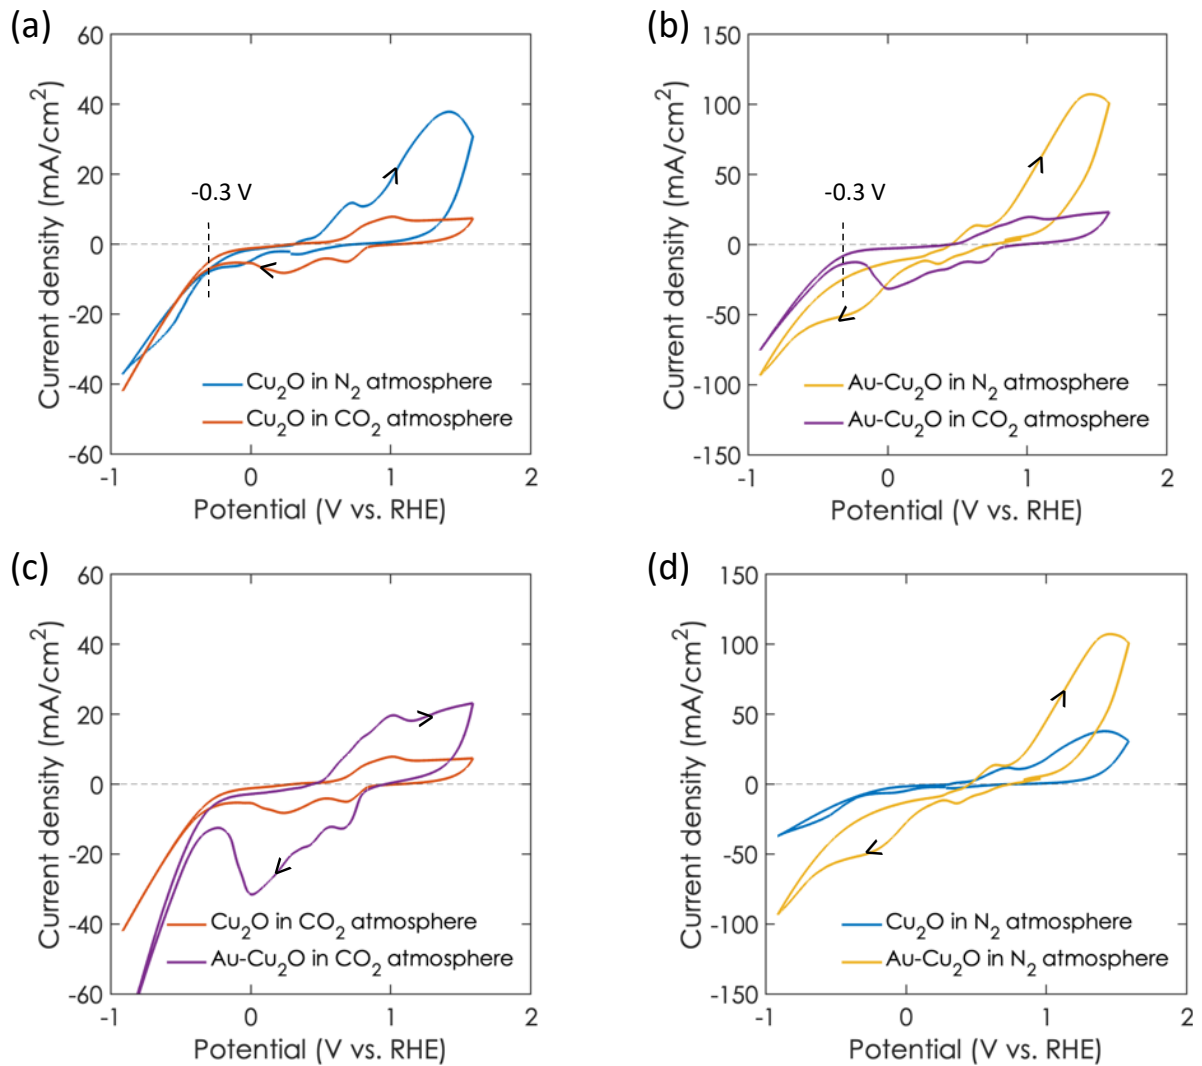 (a)
60
40
20
0
-20
-40
-60
-1
0
1
2
Current density (mA/cm²)
Potential (V vs. RHE)
-0.3 V
Cu₂O in N₂ atmosphere
Cu₂O in CO₂ atmosphere
(b)
150
100
50
0
-50
-100
-150
-1
0
1
2
Current density (mA/cm²)
Potential (V vs. RHE)
-0.3 V
Au-Cu₂O in N₂ atmosphere
Au-Cu₂O in CO₂ atmosphere
(c)
60
40
20
0
-20
-40
-60
-1
0
1
2
Current density (mA/cm²)
Potential (V vs. RHE)
Cu₂O in CO₂ atmosphere
Au-Cu₂O in CO₂ atmosphere
(d)
150
100
50
0
-50
-100
-150
-1
0
1
2
Current density (mA/cm²)
Potential (V vs. RHE)
Cu₂O in N₂ atmosphere
Au-Cu₂O in N₂ atmosphere